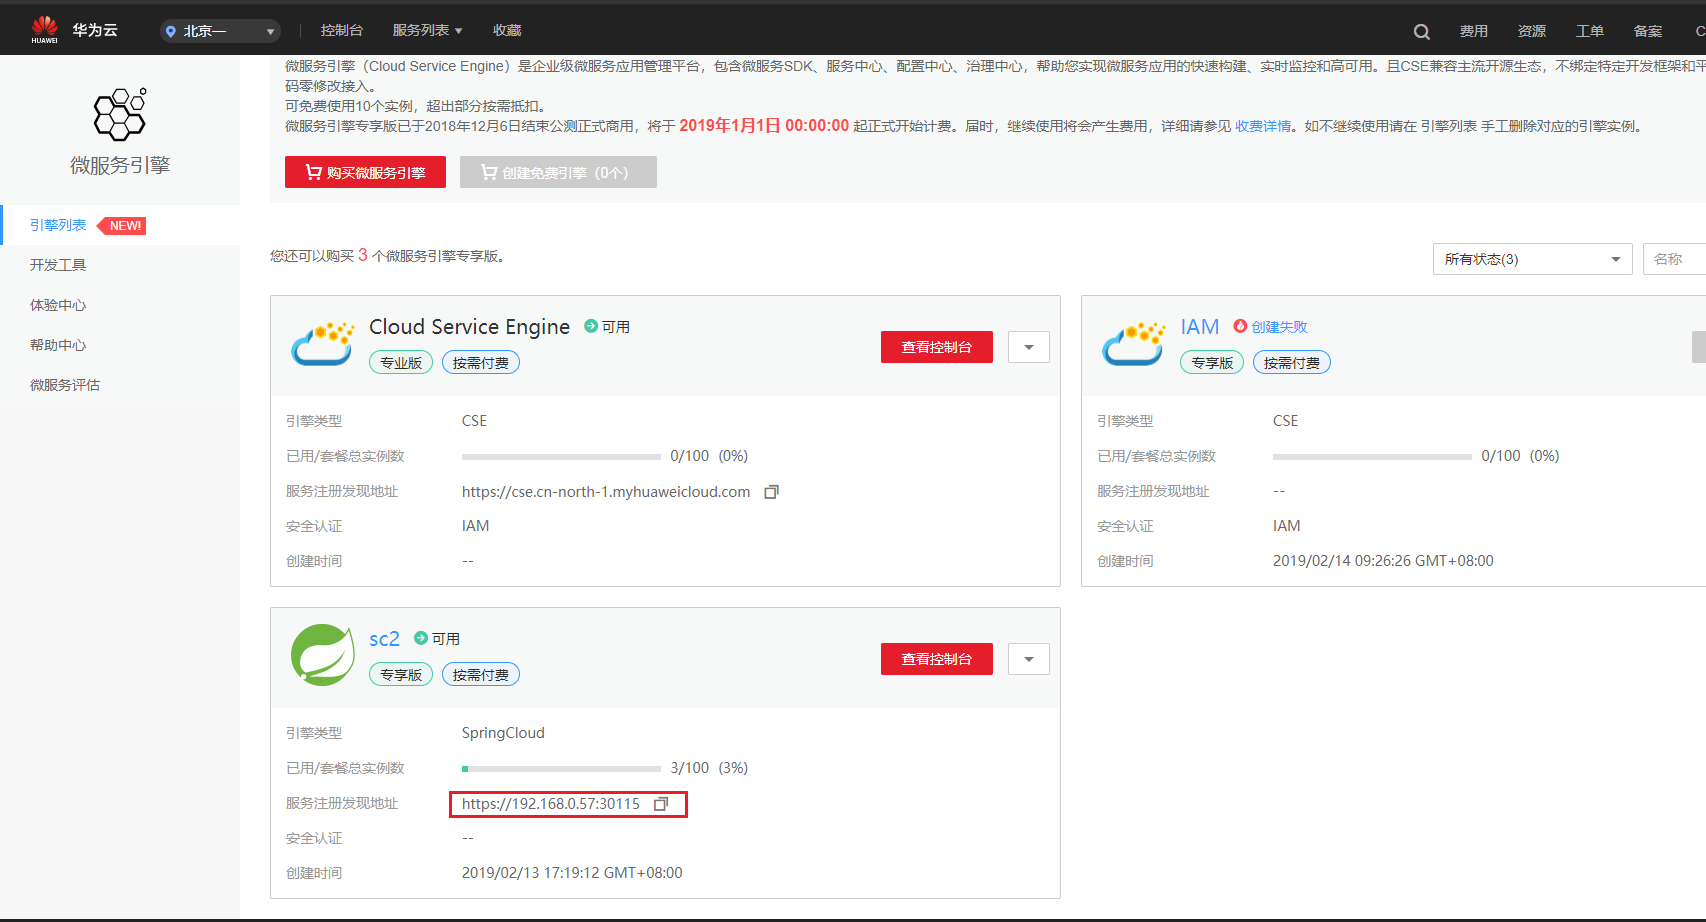 HUAWEI
华为云
北京一
控制台
服务列表
收藏
费用
资源
工单
备案
微服务引擎（Cloud Service Engine）是企业级微服务应用管理平台，包含微服务SDK、服务中心、配置中心、治理中心，帮助您实现微服务应用的快速构建、实时监控和高可用。且CSE兼容主流开源生态，不绑定特定开发框架和平
码零修改接入。
可免费使用10个实例，超出部分按需抵扣。
微服务引擎专享版已于2018年12月6日结束公测正式商用，将于 2019年1月1日 00:00:00 起正式开始计费。届时，继续使用将会产生费用，详细请参见 收费详情。如不继续使用请在 引擎列表 手工删除对应的引擎实例。
购买微服务引擎
创建免费引擎（0个）
微服务引擎
引擎列表
NEW!
开发工具
体验中心
帮助中心
微服务评估
您还可以购买 3 个微服务引擎专享版。
所有状态(3)
名称
Cloud Service Engine
可用
专业版
按需付费
查看控制台
引擎类型
CSE
已用/套餐总实例数
0/100 (0%)
服务注册发现地址
https://cse.cn-north-1.myhuaweicloud.com
安全认证
IAM
创建时间
--
IAM
创建失败
专享版
按需付费
引擎类型
CSE
已用/套餐总实例数
0/100 (0%)
服务注册发现地址
--
安全认证
IAM
创建时间
2019/02/14 09:26:26 GMT+08:00
sc2
可用
专享版
按需付费
查看控制台
引擎类型
SpringCloud
已用/套餐总实例数
3/100 (3%)
服务注册发现地址
https://192.168.0.57:30115
安全认证
--
创建时间
2019/02/13 17:19:12 GMT+08:00